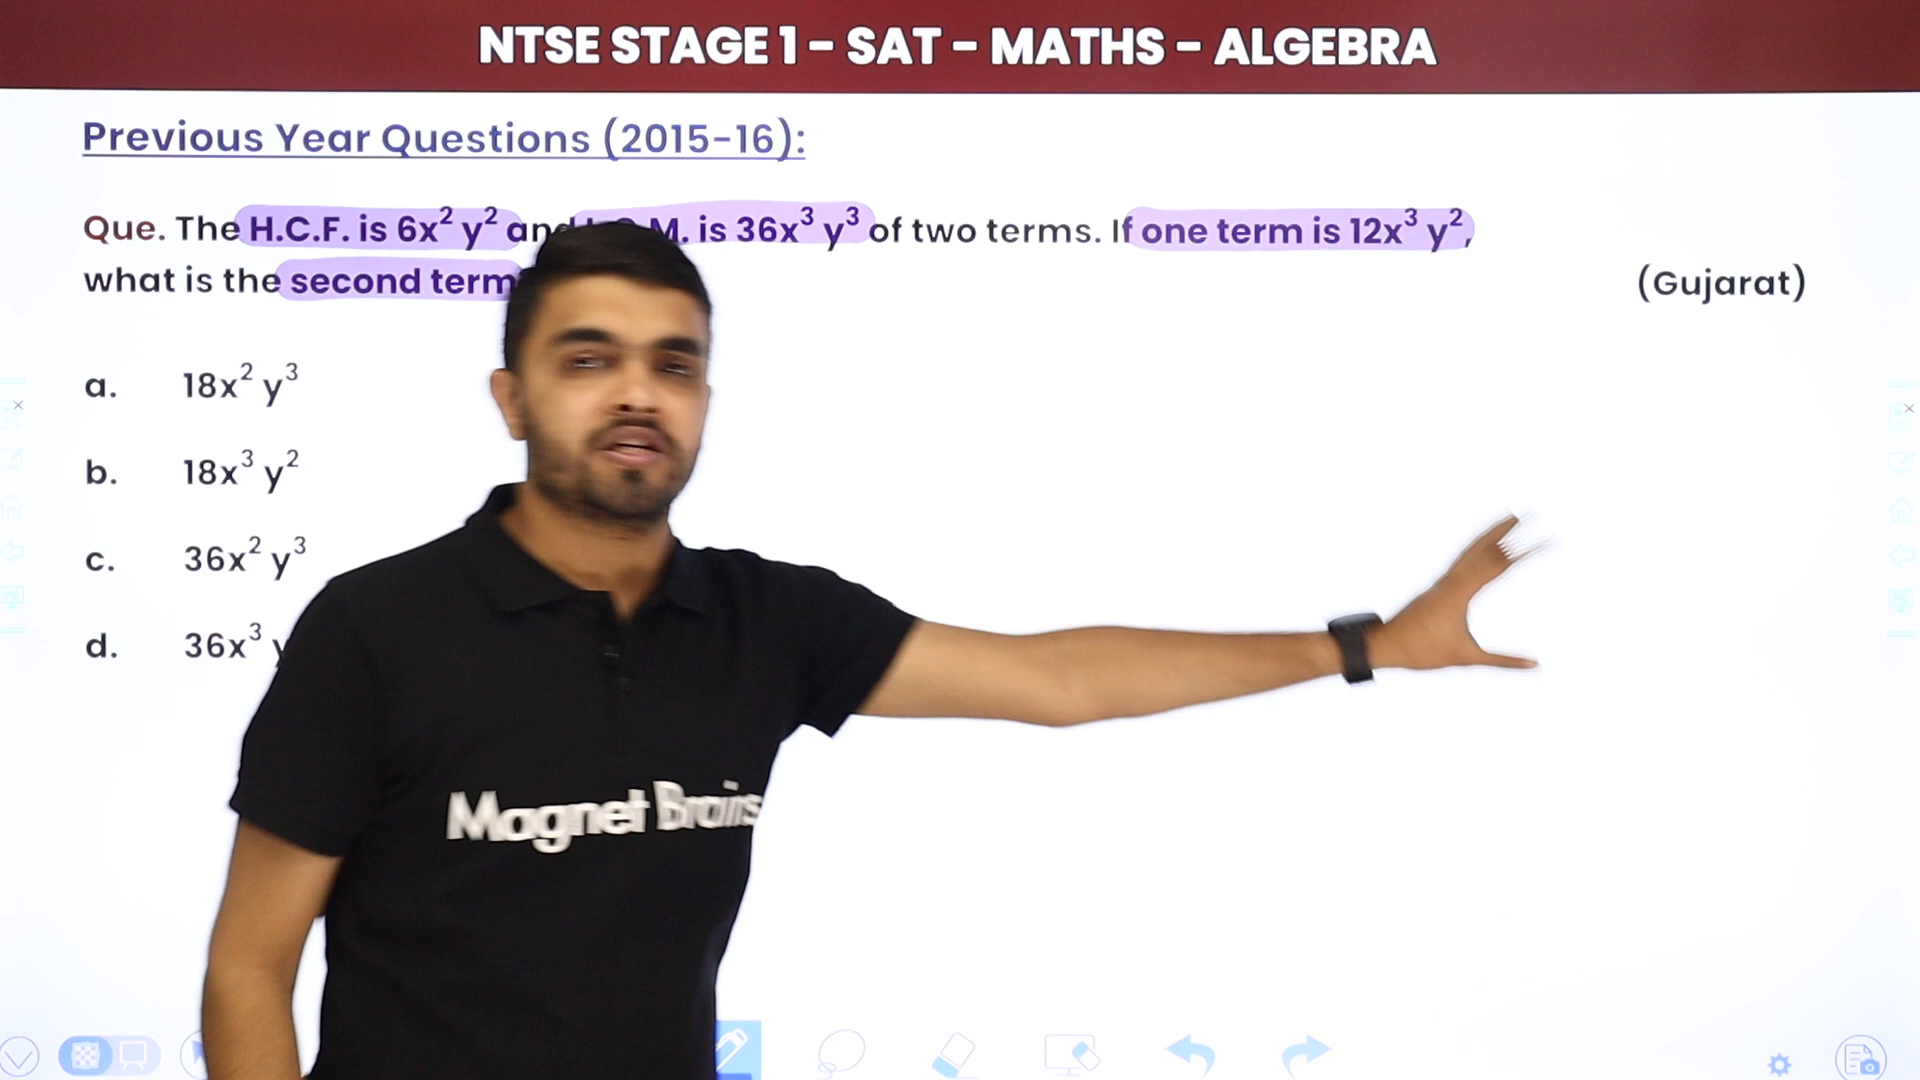 NTSE STAGE 1 - SAT - MATHS - ALGEBRA
Previous Year Questions (2015-16):
Que. The H.C.F. is 6x² y² and L.C.M. is 36x³ y³ of two terms. If one term is 12x³ y²,
what is the second term
(Gujarat)
a. 18x² y³
b. 18x³ y²
c. 36x² y³
d. 36x³
Magnet Brains